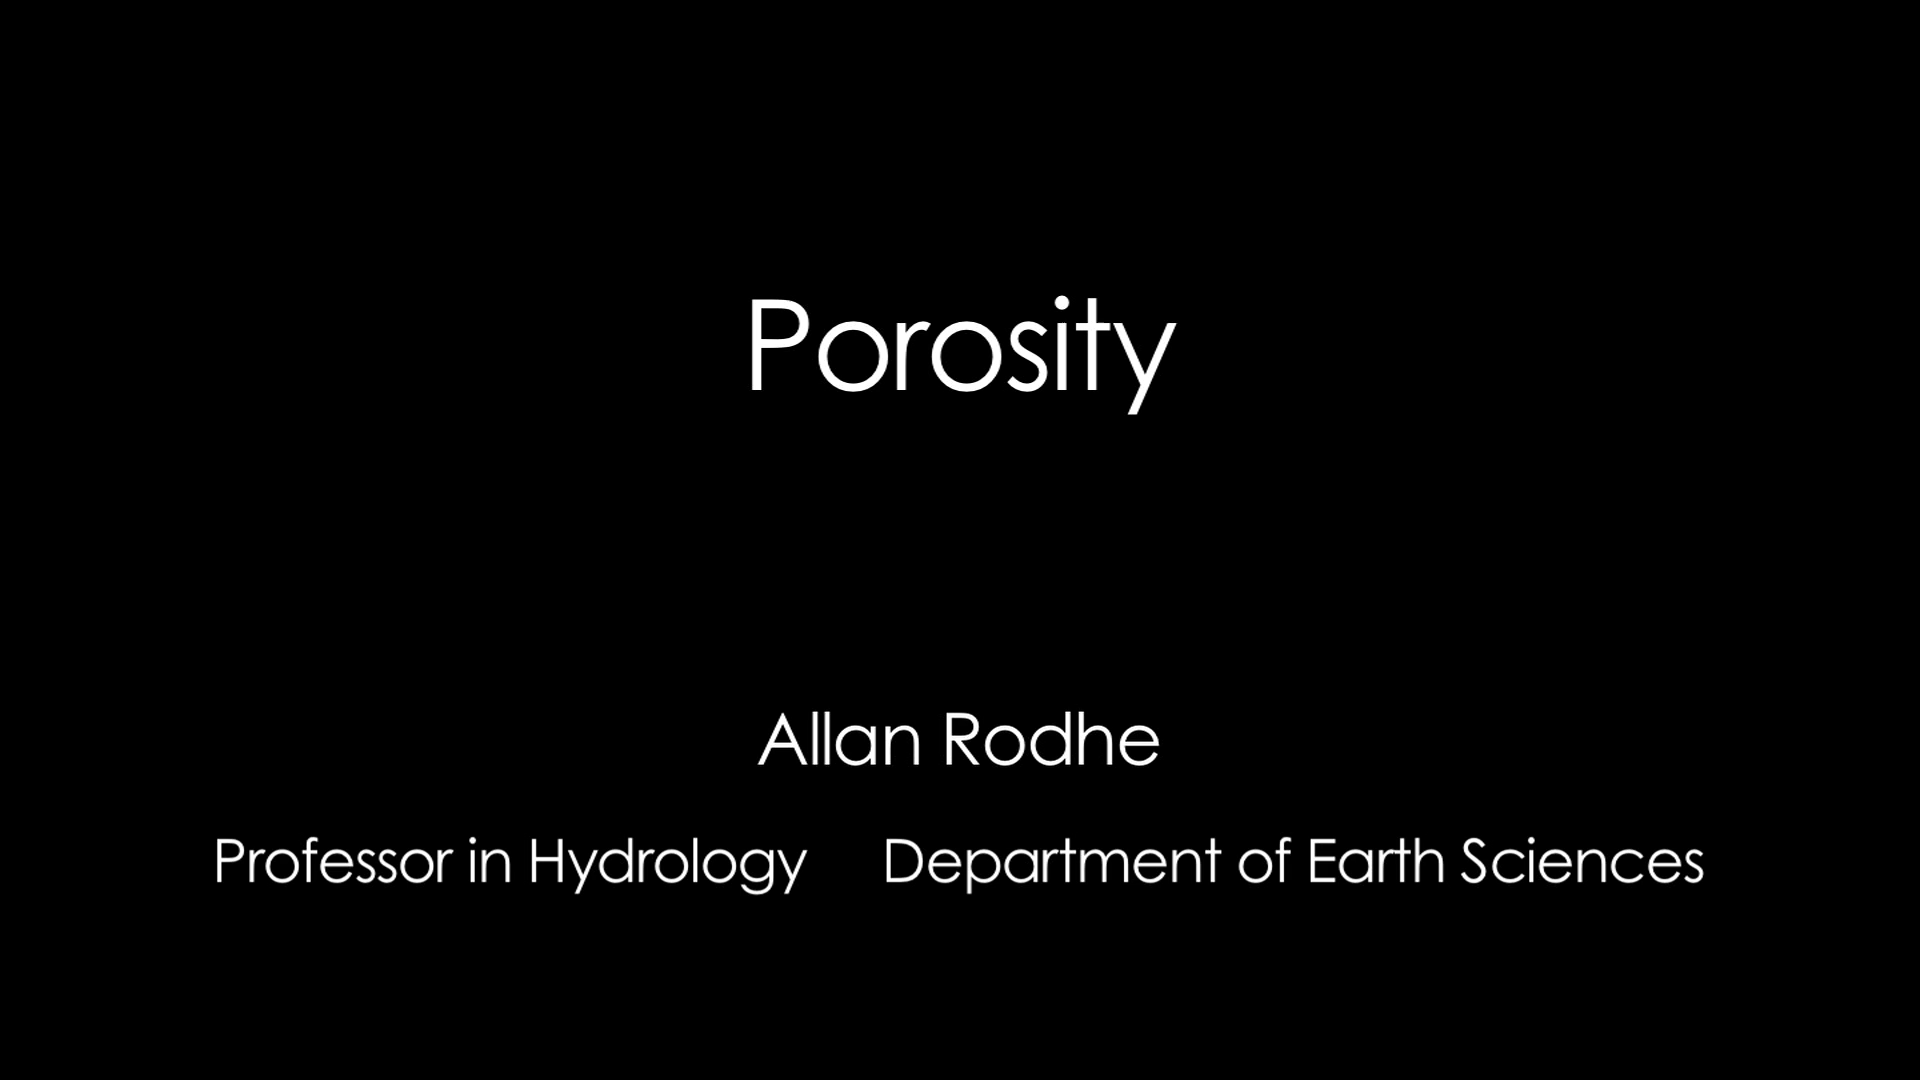 Porosity
Allan Rodhe
Professor in Hydrology Department of Earth Sciences